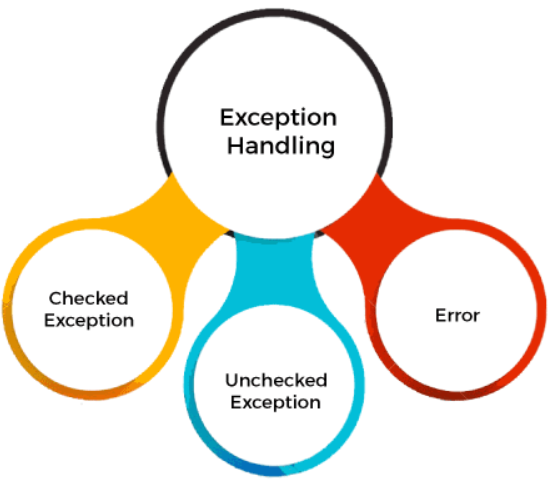 Exception
Handling
Checked
Exception
Unchecked
Exception
Error